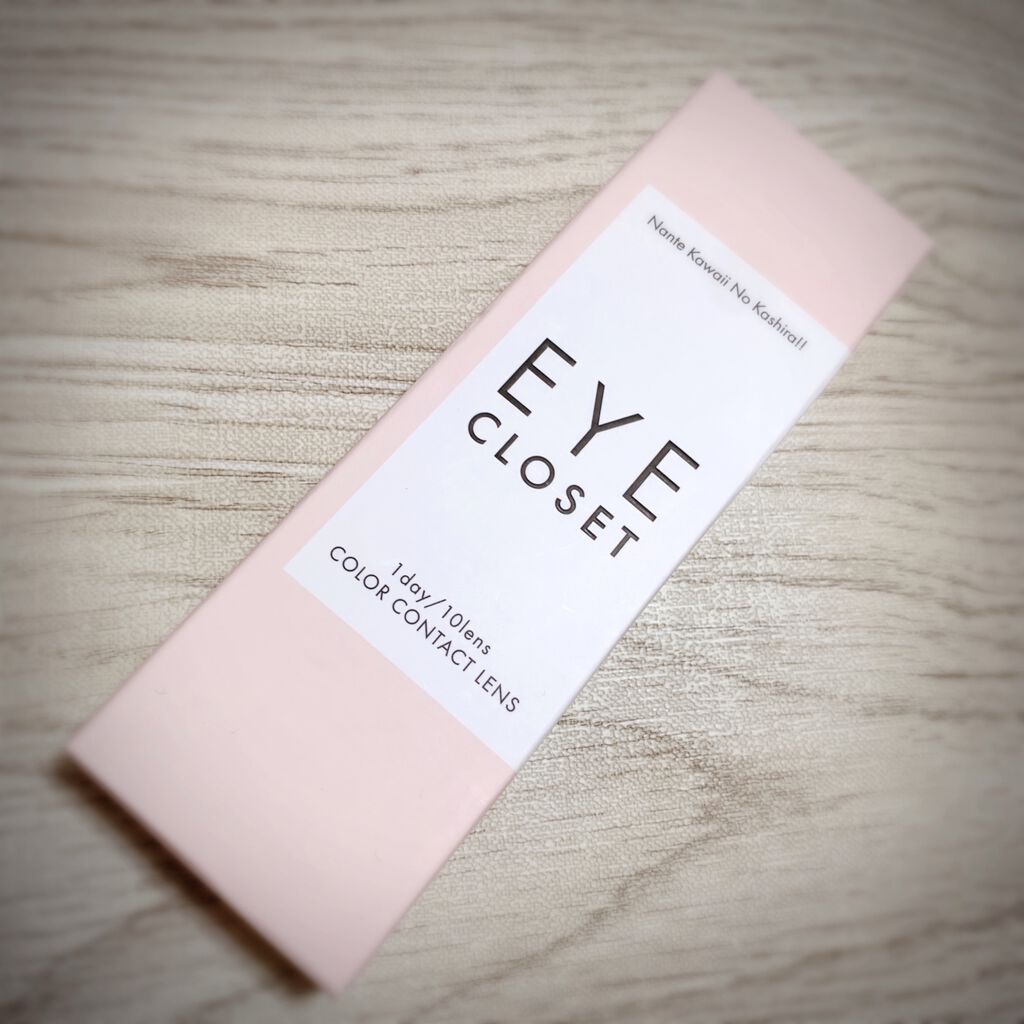 Nante Kawaii No Kashira!!
EYE
CLOSET
1day/10lens
COLOR CONTACT LENS